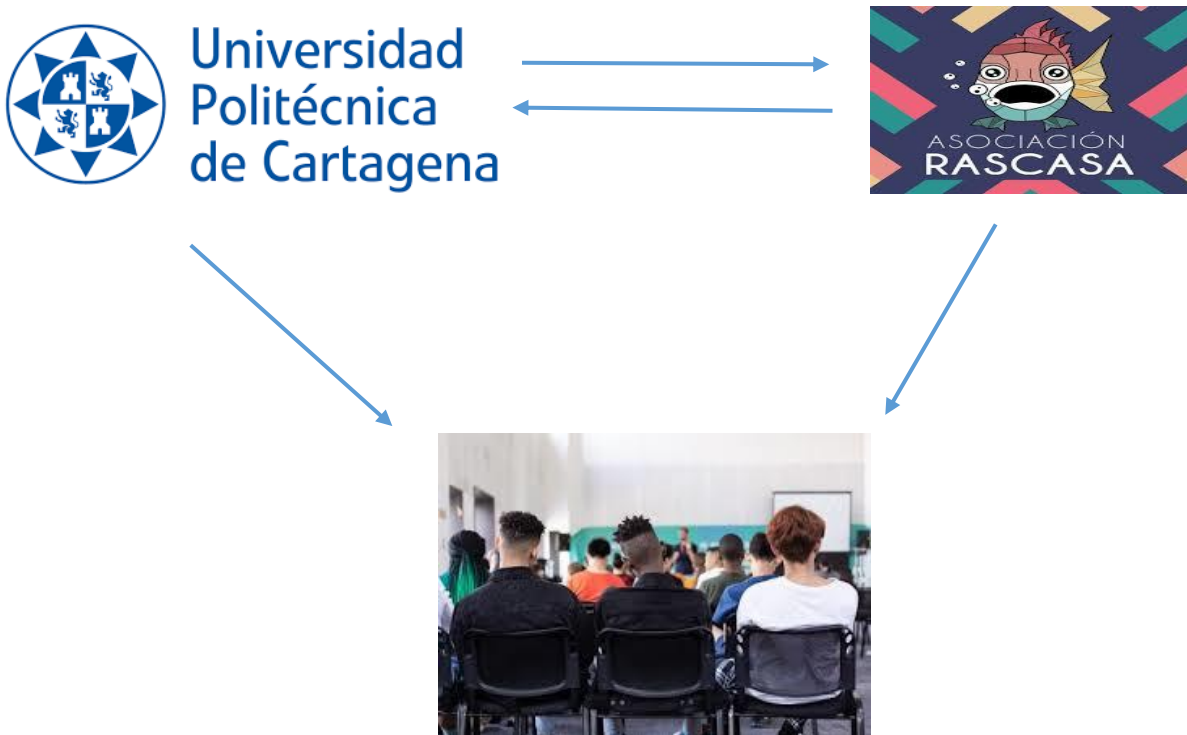 Universidad
Politécnica
de Cartagena
ASOCIACIÓN
RASCASA